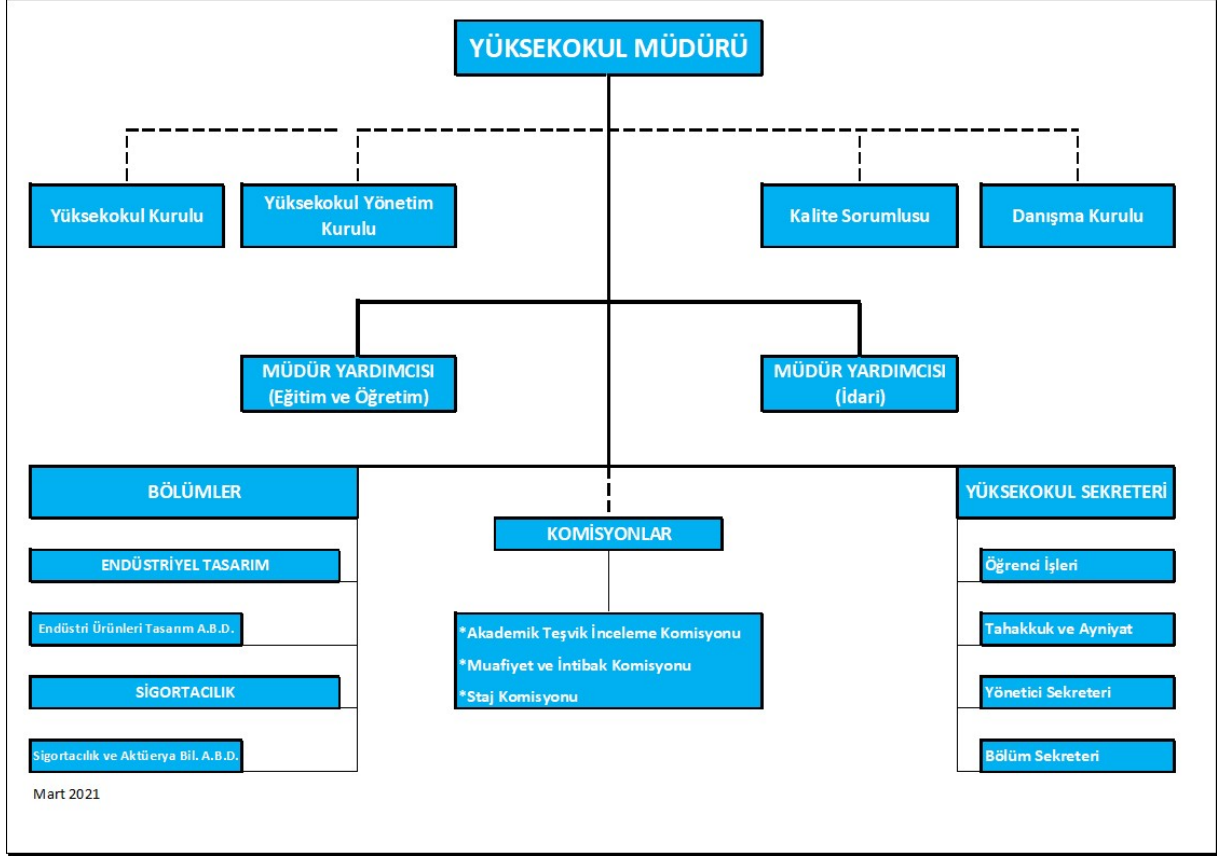 YÜKSEKOKUL MÜDÜRÜ
Yüksekokul Kurulu
Yüksekokul Yönetim
Kurulu
Kalite Sorumlusu
Danışma Kurulu
MÜDÜR YARDIMCISI
(Eğitim ve Öğretim)
MÜDÜR YARDIMCISI
(İdari)
BÖLÜMLER
ENDÜSTRİYEL TASARIM
Endüstri Ürünleri Tasarım A.B.D.
SİGORTACILIK
Sigortacılık ve Aktüerya Bil. A.B.D.
KOMİSYONLAR
*Akademik Teşvik İnceleme Komisyonu
*Muafiyet ve İntibak Komisyonu
*Staj Komisyonu
YÜKSEKOKUL SEKRETERİ
Öğrenci İşleri
Tahakkuk ve Ayniyat
Yönetici Sekreteri
Bölüm Sekreteri
Mart 2021